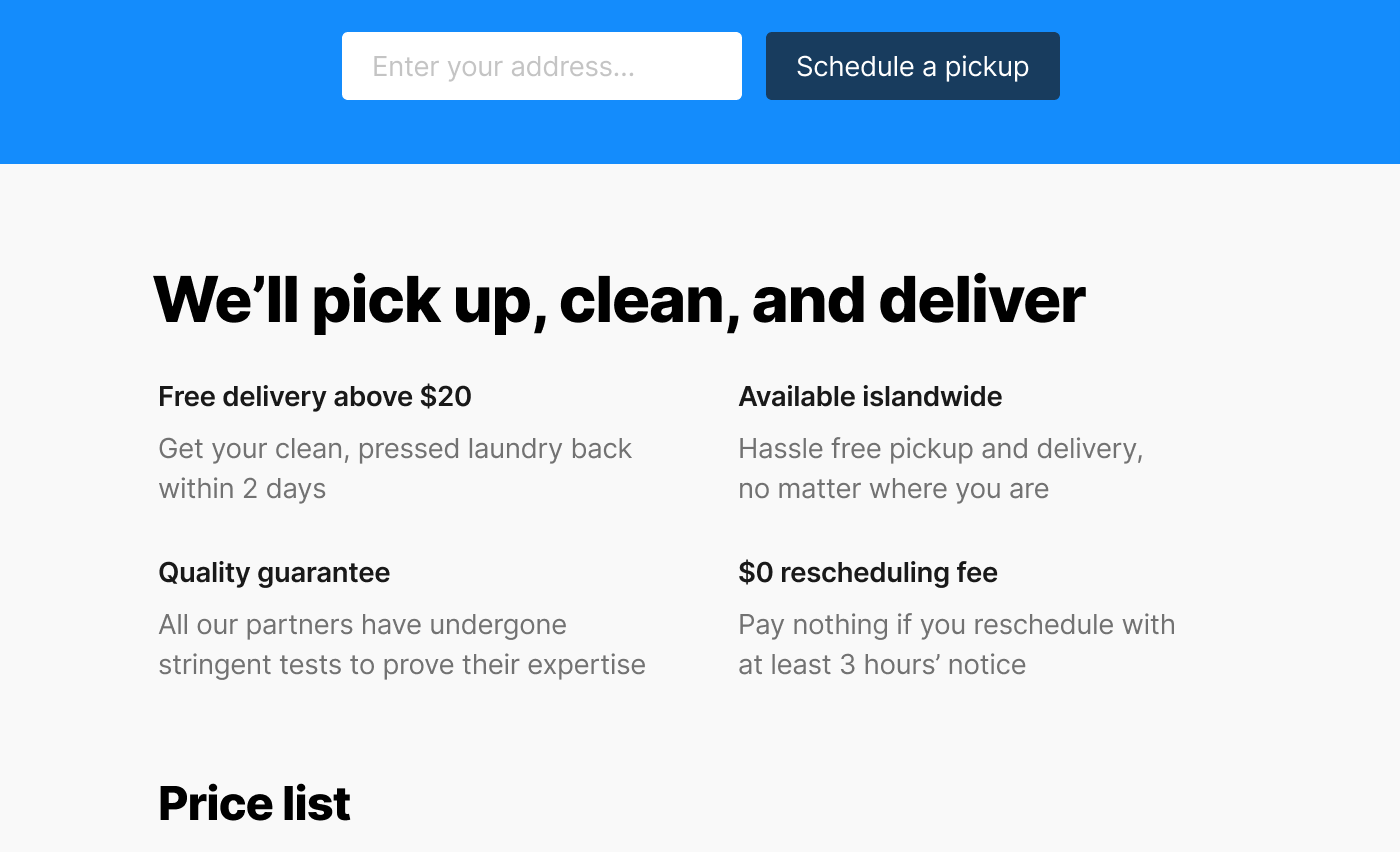 Enter your address...
Schedule a pickup
We’ll pick up, clean, and deliver
Free delivery above $20
Get your clean, pressed laundry back
within 2 days
Available islandwide
Hassle free pickup and delivery,
no matter where you are
Quality guarantee
All our partners have undergone
stringent tests to prove their expertise
$0 rescheduling fee
Pay nothing if you reschedule with
at least 3 hours’ notice
Price list